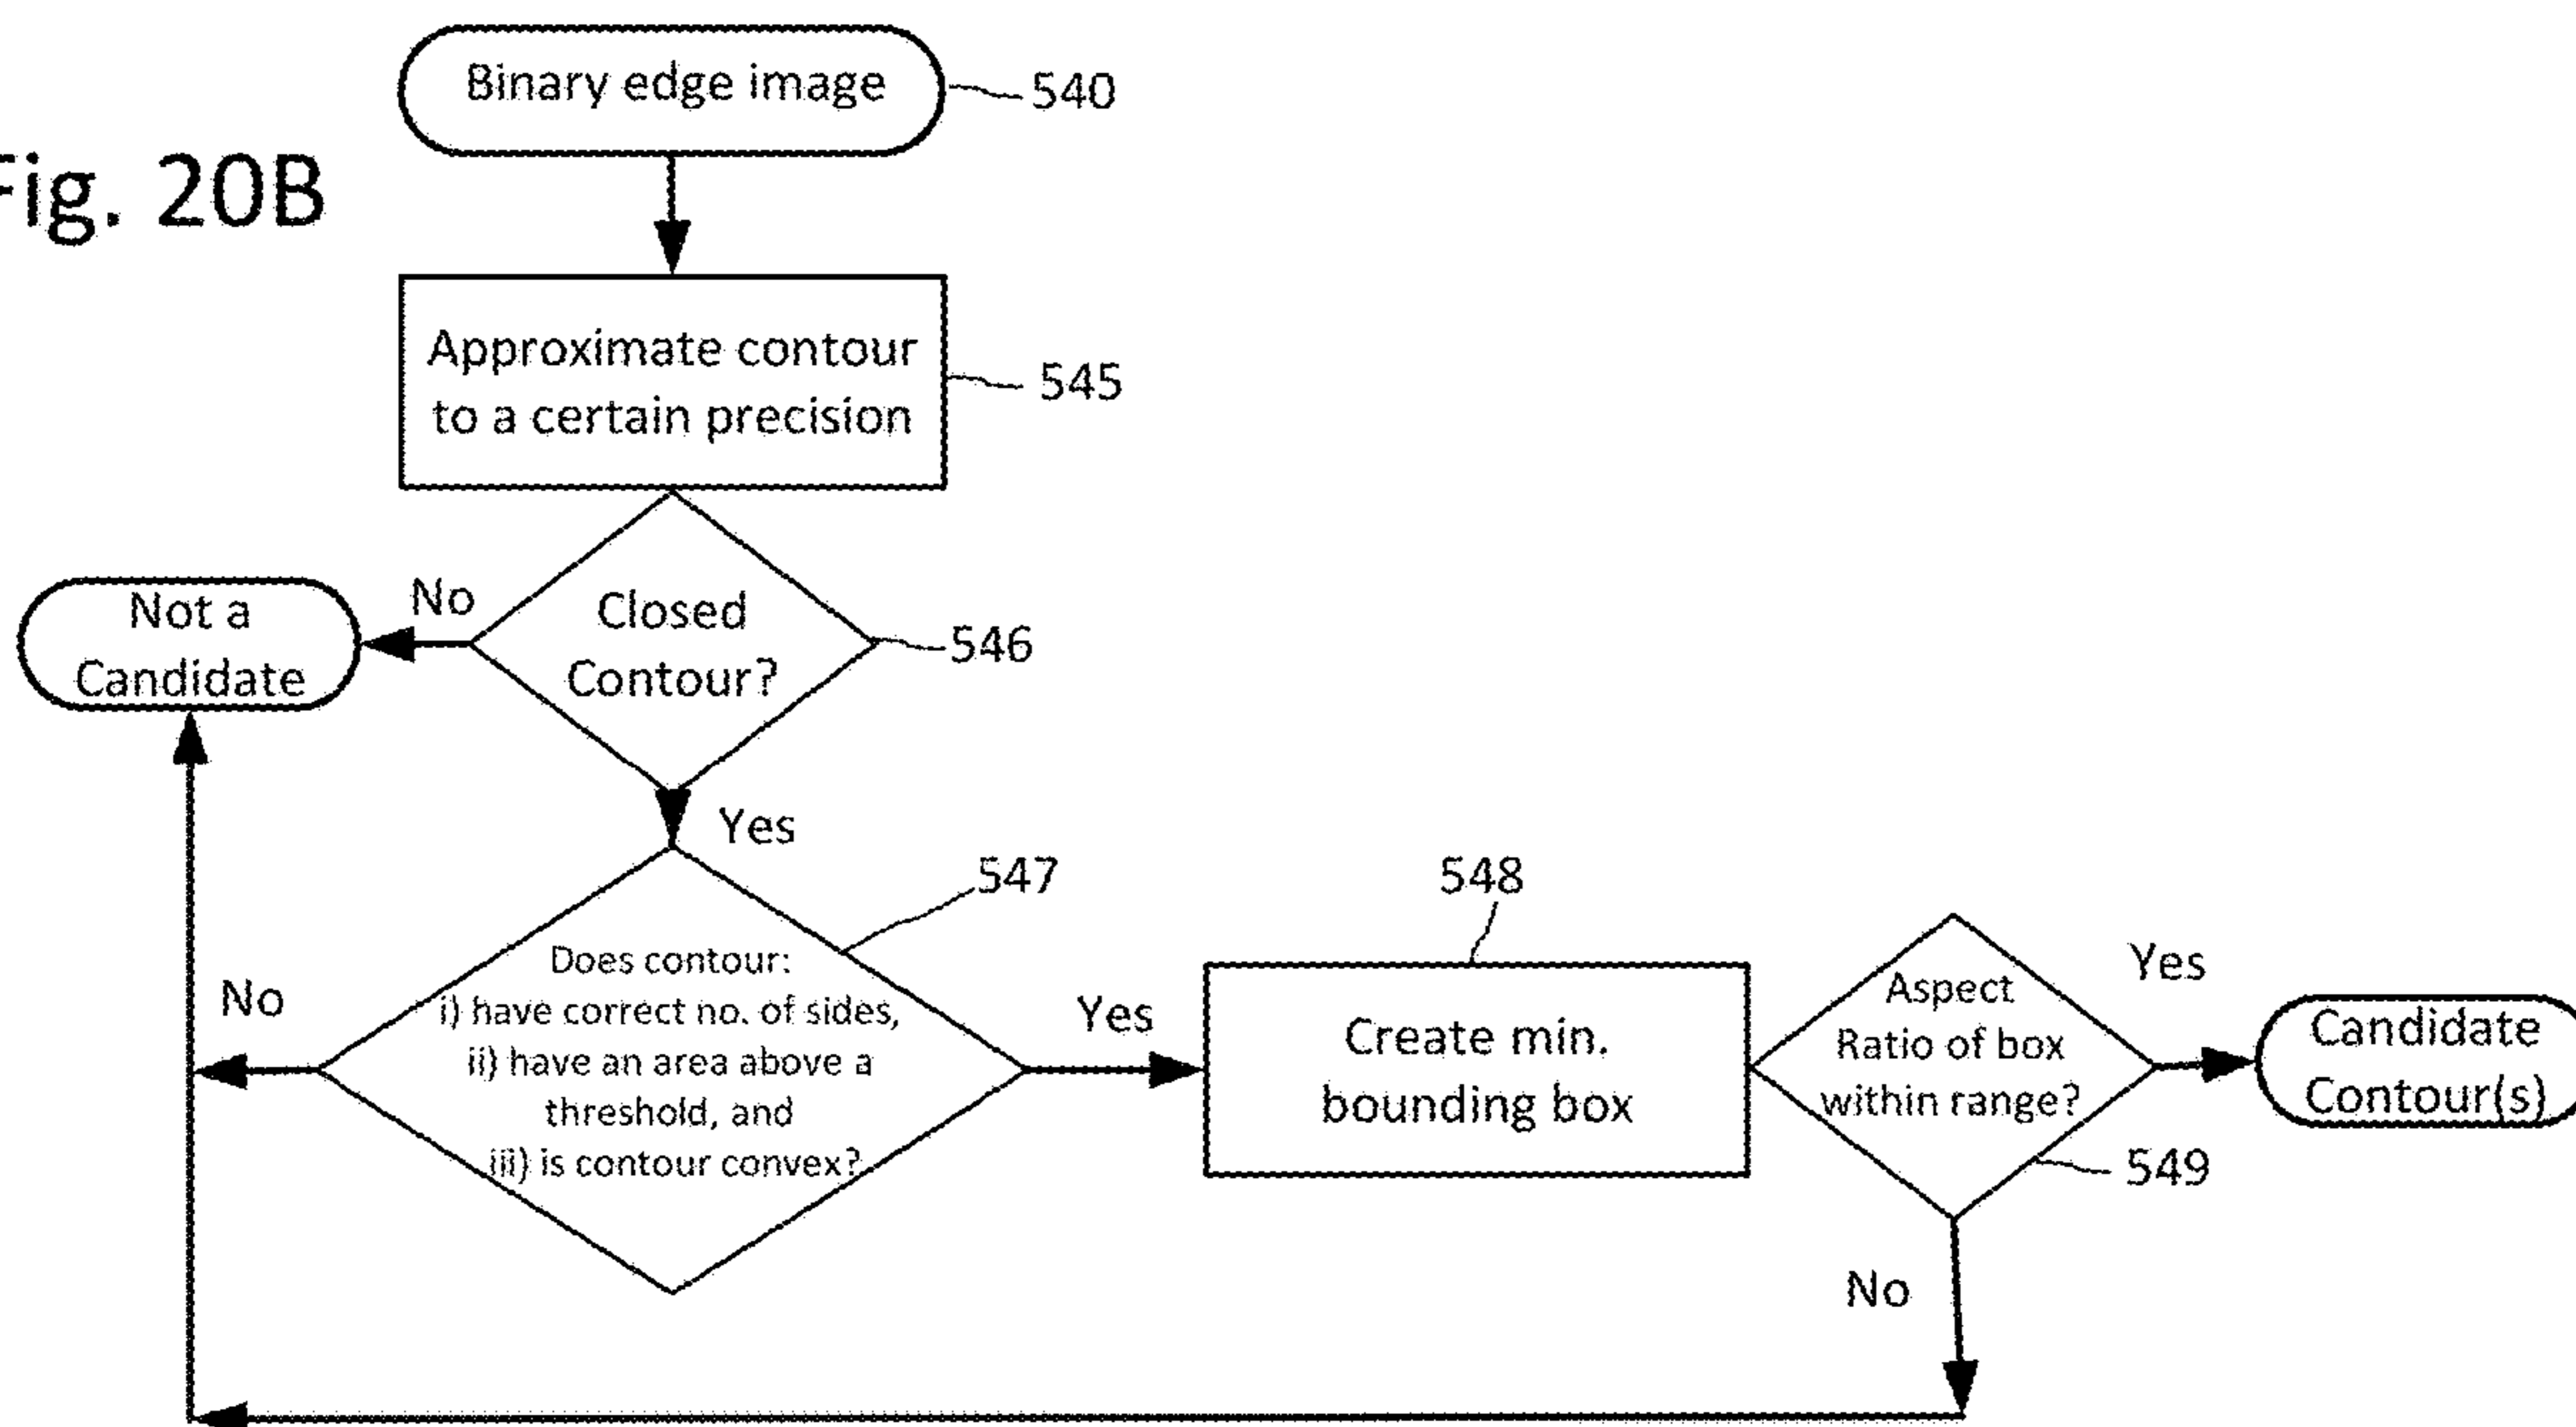 Binary edge image
540
Fig. 20B
Approximate contour
to a certain precision
545
Not a
Candidate
No
Closed
Contour?
546
Yes
547
Does contour:
i) have correct no. of sides,
ii) have an area above a
threshold, and
iii) is contour convex?
No
Yes
548
Create min.
bounding box
Aspect
Ratio of box
within range?
549
Yes
Candidate
Contour(s)
No